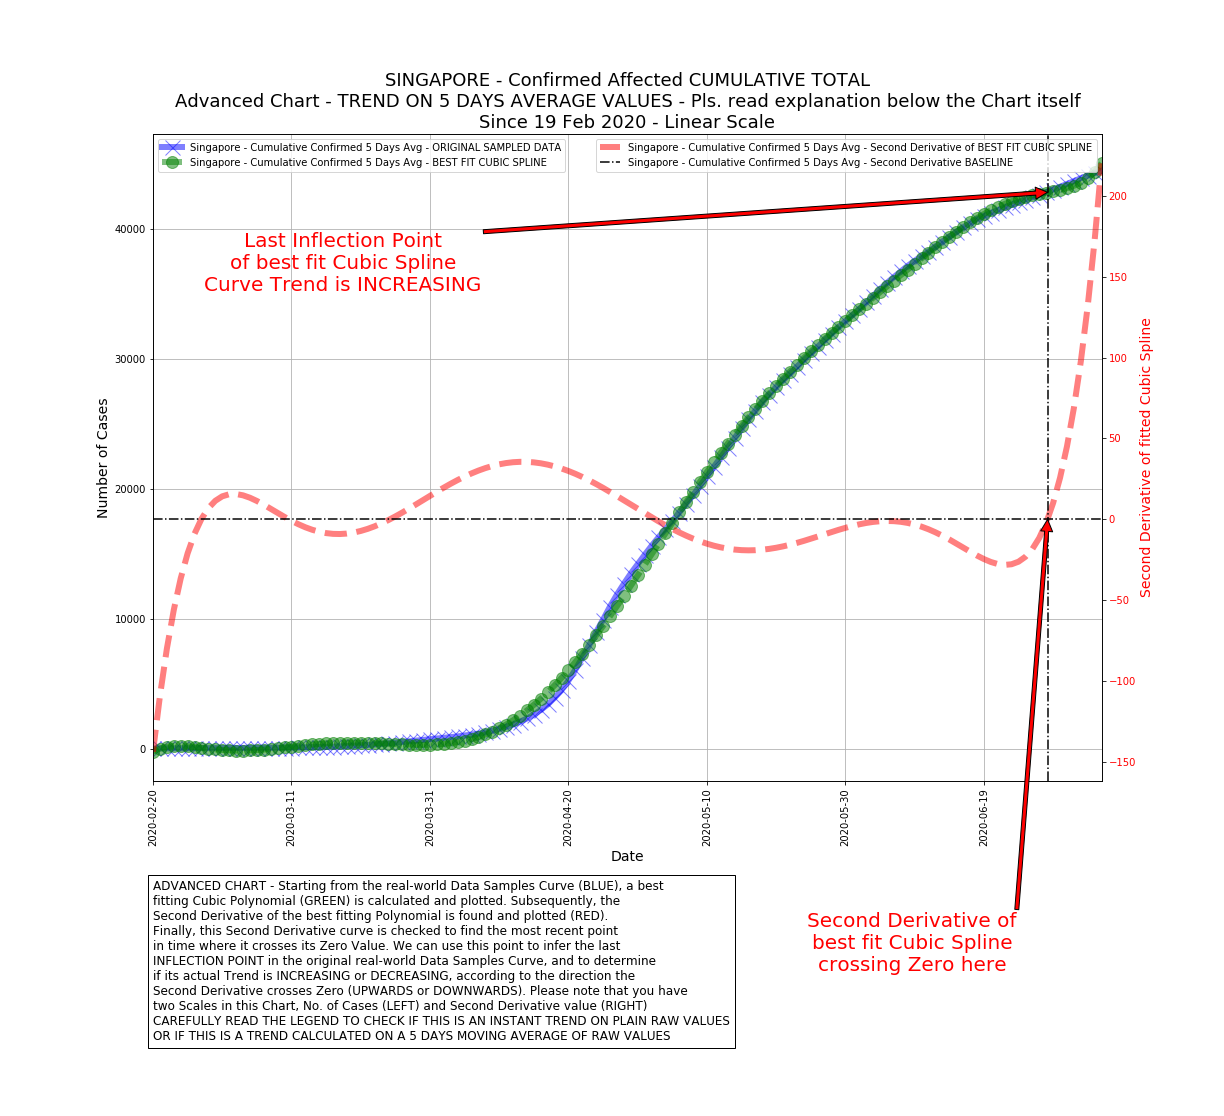 SINGAPORE - Confirmed Affected CUMULATIVE TOTAL
Advanced Chart - TREND ON 5 DAYS AVERAGE VALUES - Pls. read explanation below the Chart itself
Since 19 Feb 2020 - Linear Scale
Singapore - Cumulative Confirmed 5 Days Avg - ORIGINAL SAMPLED DATA
Singapore - Cumulative Confirmed 5 Days Avg - BEST FIT CUBIC SPLINE
Singapore - Cumulative Confirmed 5 Days Avg - Second Derivative of BEST FIT CUBIC SPLINE
Singapore - Cumulative Confirmed 5 Days Avg - Second Derivative BASELINE
Last Inflection Point
of best fit Cubic Spline
Curve Trend is INCREASING
Number of Cases
40000
30000
20000
10000
0
200
150
100
50
0
−50
−100
−150
Second Derivative of fitted Cubic Spline
2020-02-20
2020-03-11
2020-03-31
2020-04-20
2020-05-10
2020-05-30
2020-06-19
Date
ADVANCED CHART - Starting from the real-world Data Samples Curve (BLUE), a best
fitting Cubic Polynomial (GREEN) is calculated and plotted. Subsequently, the
Second Derivative of the best fitting Polynomial is found and plotted (RED).
Finally, this Second Derivative curve is checked to find the most recent point
in time where it crosses its Zero Value. We can use this point to infer the last
INFLECTION POINT in the original real-world Data Samples Curve, and to determine
if its actual Trend is INCREASING or DECREASING, according to the direction the
Second Derivative crosses Zero (UPWARDS or DOWNWARDS). Please note that you have
two Scales in this Chart, No. of Cases (LEFT) and Second Derivative value (RIGHT)
CAREFULLY READ THE LEGEND TO CHECK IF THIS IS AN INSTANT TREND ON PLAIN RAW VALUES
OR IF THIS IS A TREND CALCULATED ON A 5 DAYS MOVING AVERAGE OF RAW VALUES
Second Derivative of
best fit Cubic Spline
crossing Zero here